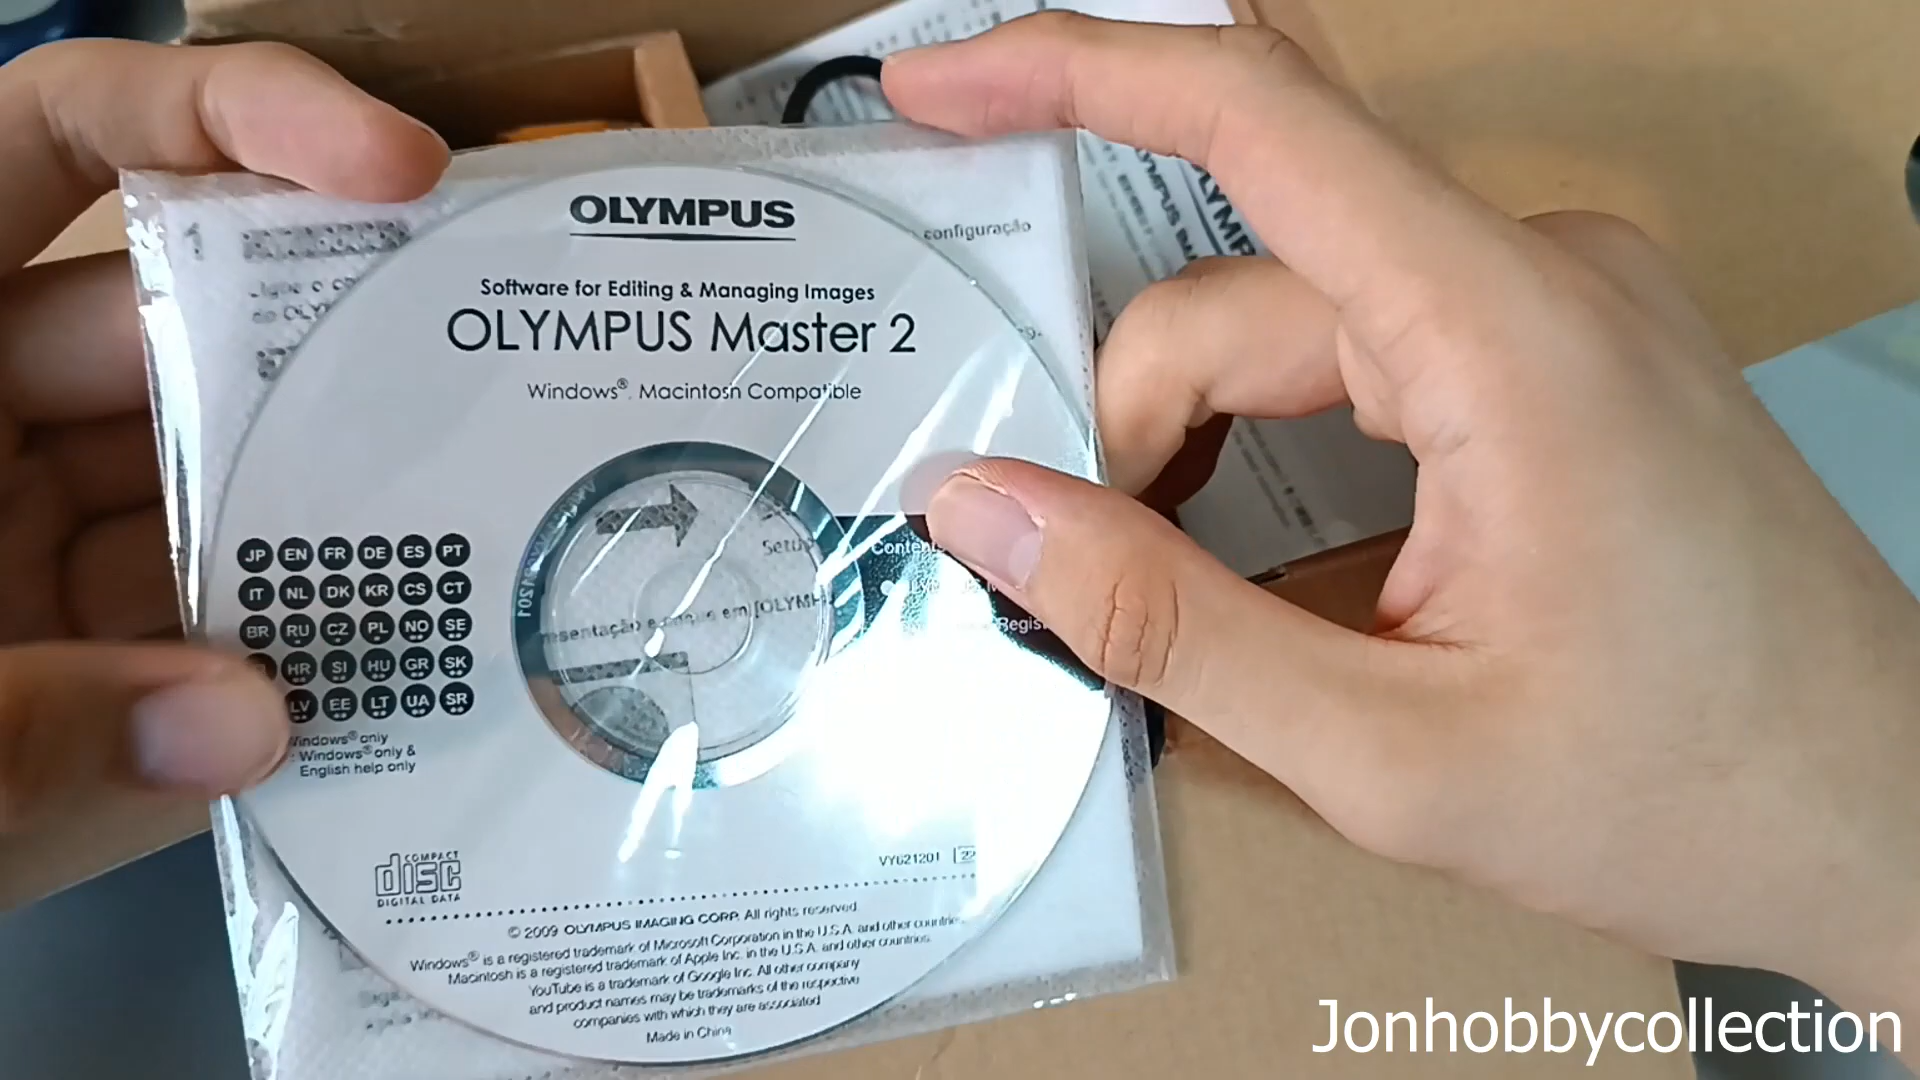 OLYMPUS
Software for Editing & Managing Images
OLYMPUS Master 2
Windows®, Macintosh Compatible
configuração
1
JP EN FR DE ES PT
IT NL DK KR CS CT
BR RU CZ PL NO SE
HR SI HU GR SK
LV EE LT UA SR
Windows® only
: Windows® only &
English help only
Setup
em [OLYMP
Contents
COMPACT
disc
DIGITAL DATA
VY621201
© 2009 OLYMPUS IMAGING CORP. All rights reserved.
Windows® is a registered trademark of Microsoft Corporation in the U.S.A. and other countries.
Macintosh is a registered trademark of Apple Inc. in the U.S.A. and other countries.
YouTube is a trademark of Google Inc. All other company
and product names may be trademarks of the respective
companies with which they are associated.
Made in China
Jonhobbycollection